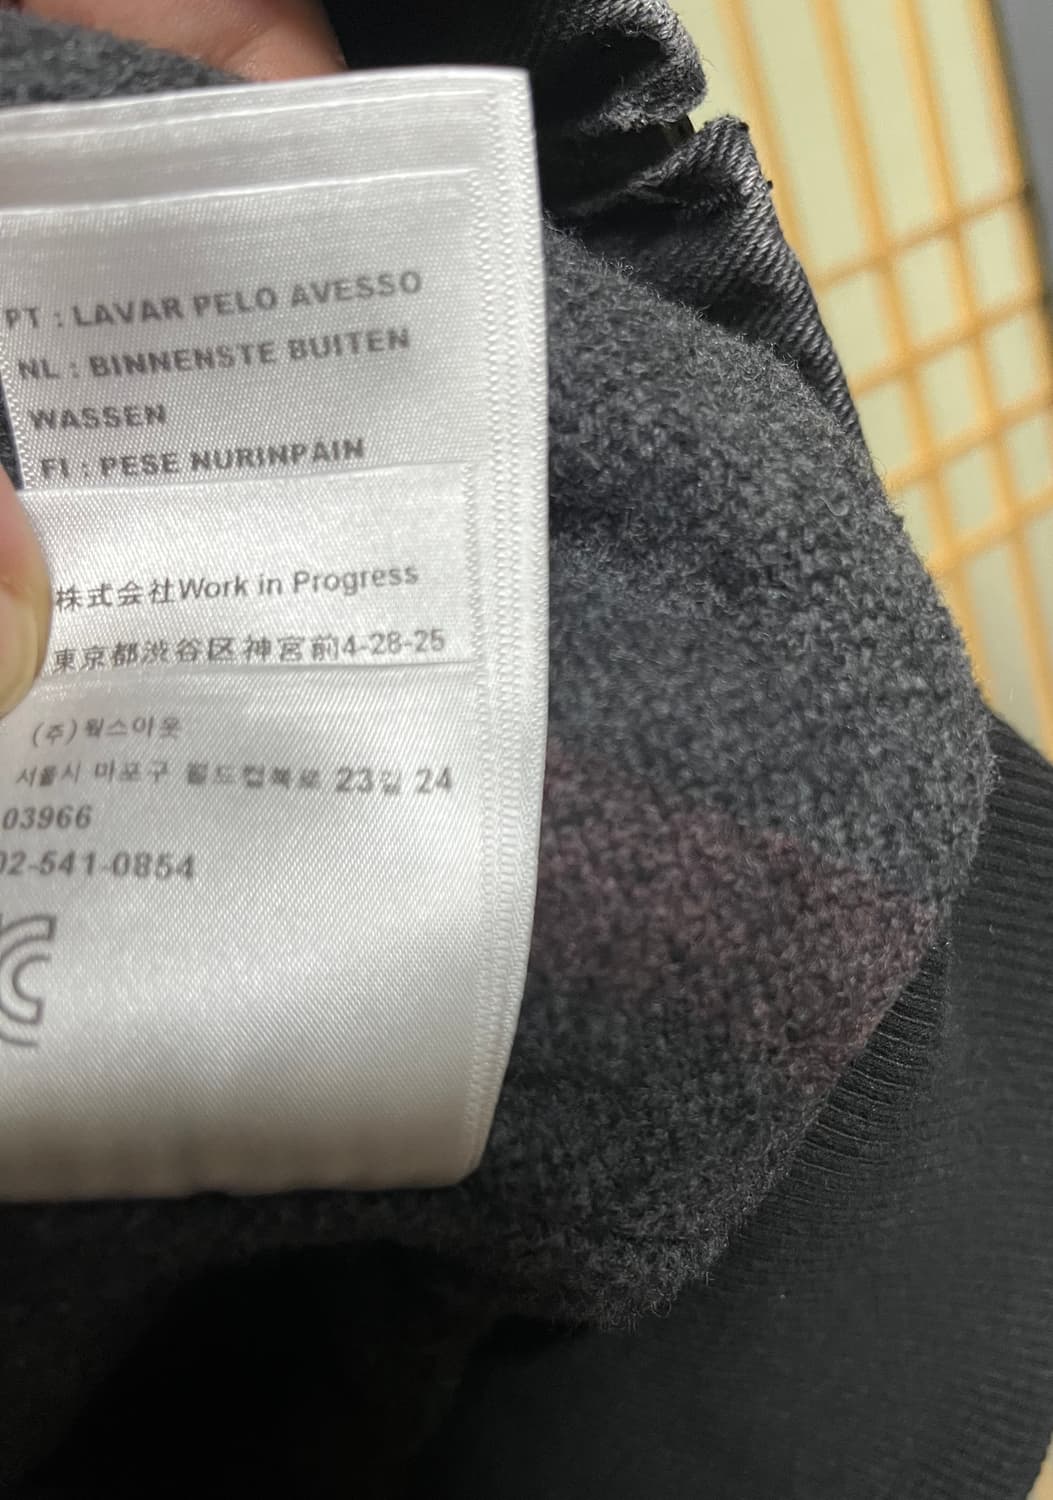 PT : LAVAR PELO AVESSO
NL : BINNENSTE BUITEN
WASSEN
FI : PESE NURINPAIN
株式会社Work in Progress
東京都渋谷区神宮前4-28-25
(주)웍스아웃
서울시 마포구 월드컵북로 23길 24
03966
02-541-0854